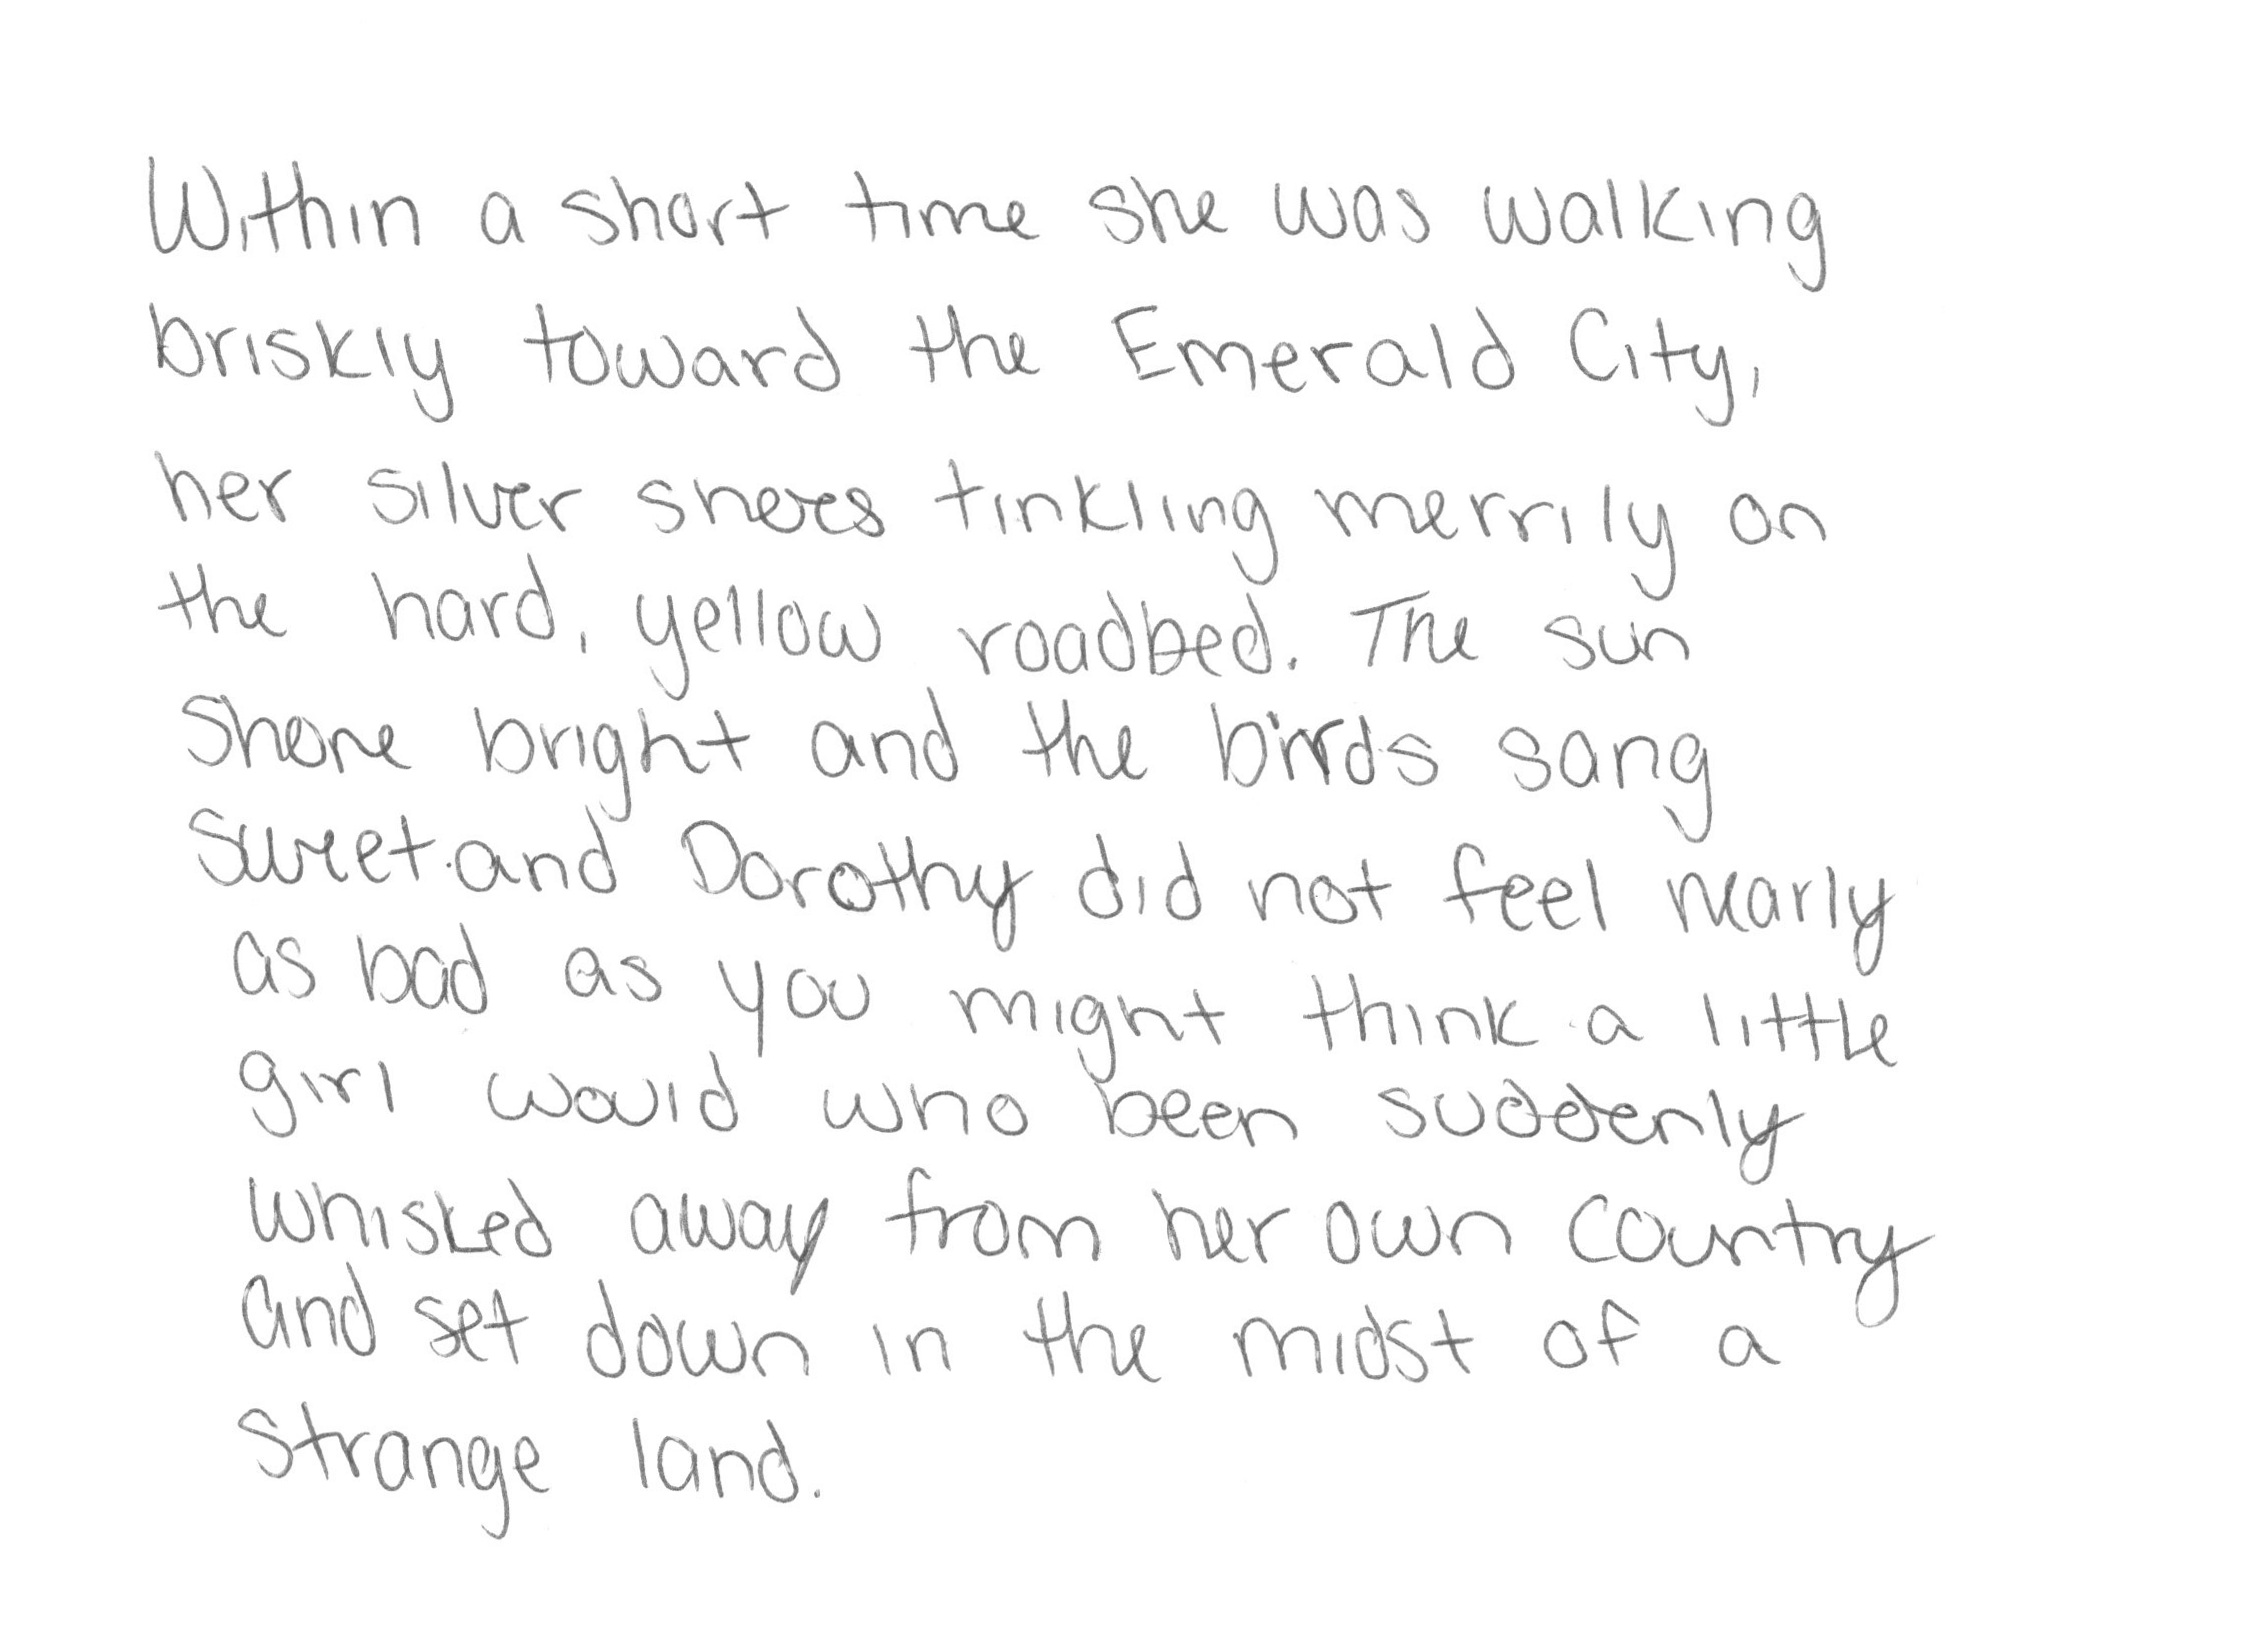 Within a short time she was walking
briskly toward the Emerald City,
her silver shoes tinkling merrily on
the hard, yellow roadbed. The sun
shone bright and the birds sang
sweet and Dorothy did not feel nearly
as bad as you might think a little
girl would who been suddenly
whisked away from her own country
and set down in the midst of a
strange land.